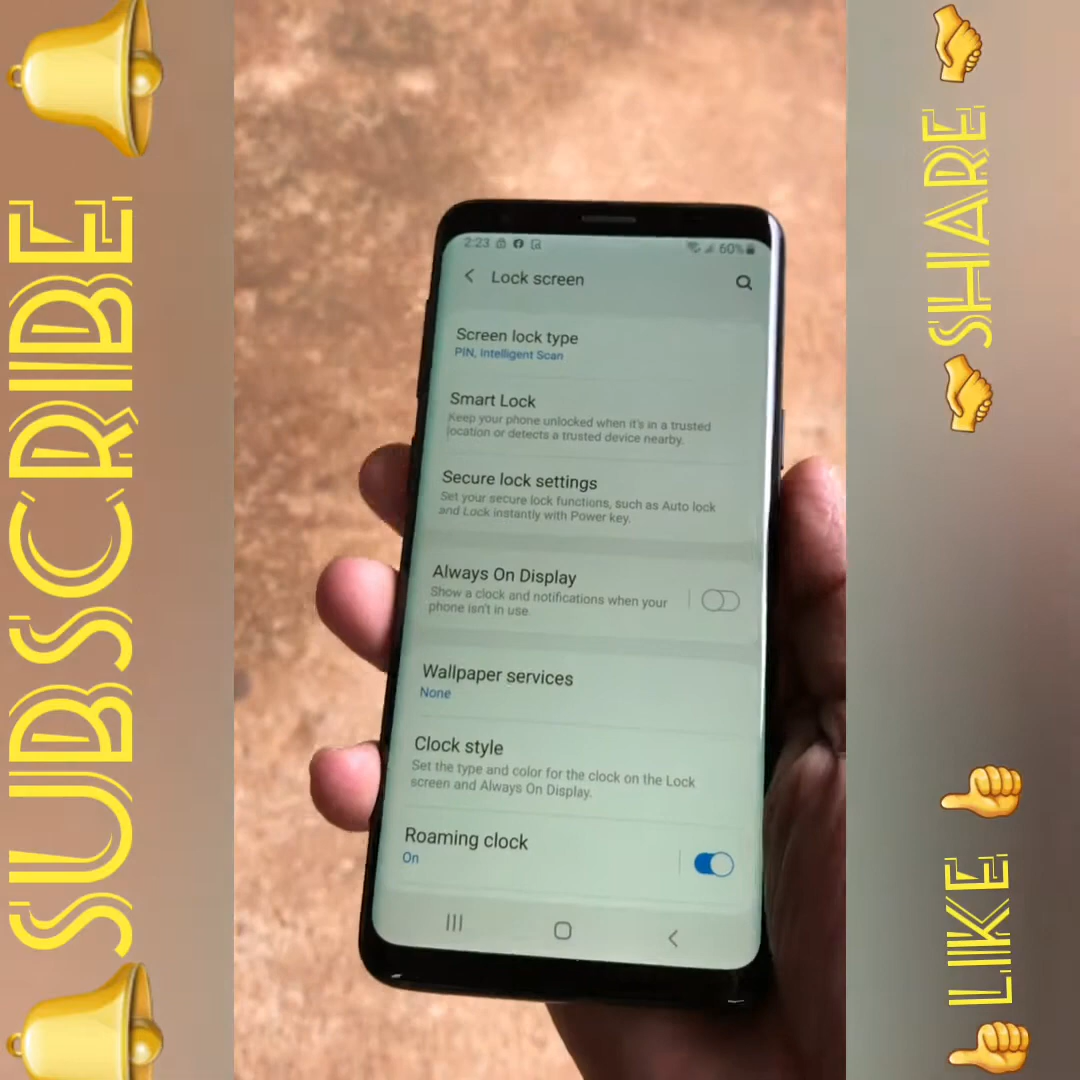 SUBSCRIBE
2:23
60%
Lock screen
Screen lock type
PIN, Intelligent Scan
Smart Lock
Keep your phone unlocked when it's in a trusted
location or detects a trusted device nearby.
Secure lock settings
Set your secure lock functions, such as Auto lock
and Lock instantly with Power key.
Always On Display
Show a clock and notifications when your
phone isn't in use.
Wallpaper services
None
Clock style
Set the type and color for the clock on the Lock
screen and Always On Display.
Roaming clock
On
SHARE
LIKE